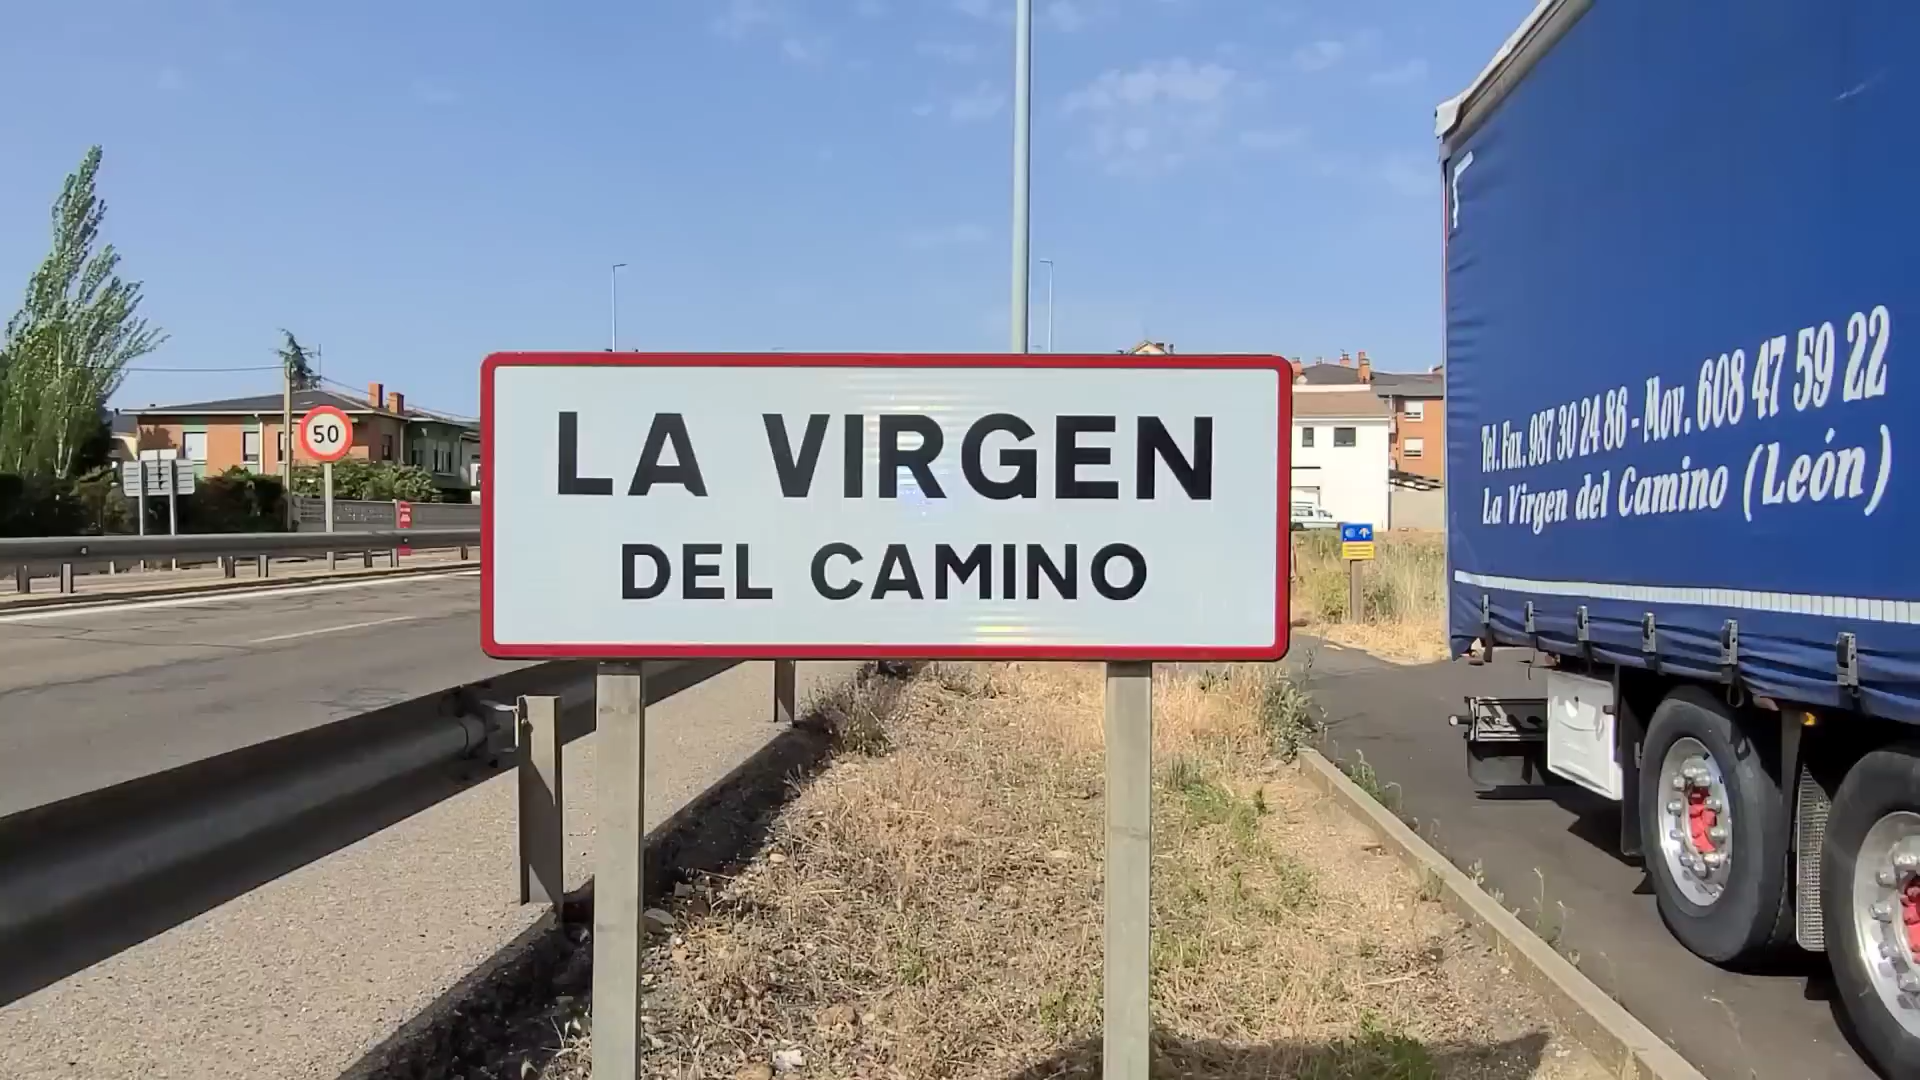 50
LA VIRGEN
DEL CAMINO
Tel. Fax. 987 30 24 86 - Mov. 608 47 59 22
La Virgen del Camino (León)